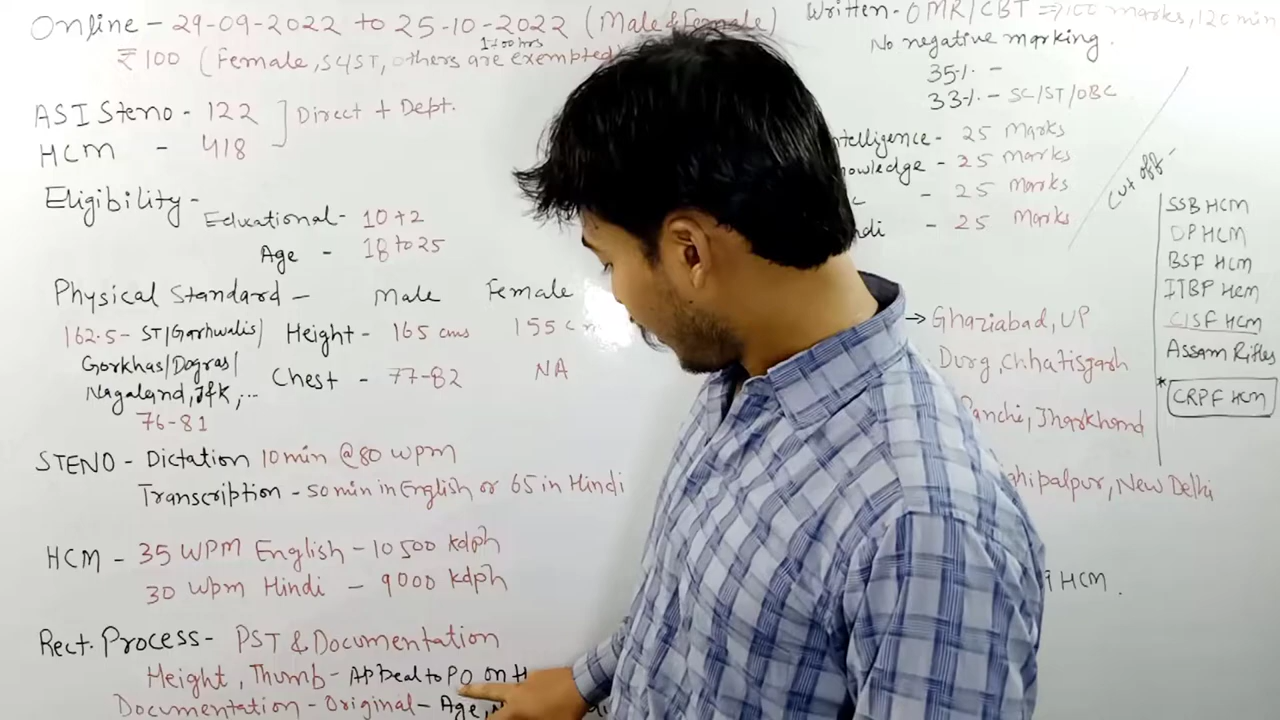 Online - 29-09-2022 to 25-10-2022 (Male & Female)
1700 hrs
₹100 (Female, SC/ST, others are exempted
ASI Steno - 122
HCM - 418
Direct + Dept.
Eligibility -
Educational - 10+2
Age - 18 to 25
Physical Standard - Male Female
162.5 - ST/Garhwalis/ Height - 165 cms 155 c
Gorkhas/Dogras/ Chest - 77-82 NA
Nagaland, J&K, ...
76-81
STENO - Dictation 10 min @ 80 wpm
Transcription - 50 min in English or 65 in Hindi
HCM - 35 WPM English - 10500 kdph
30 Wpm Hindi - 9000 kdph
Rect. Process - PST & Documentation
Height, Thumb - Appeal to PO on H
Documentation - Original - Age,
Written - OMR/CBT => 100 marks, 120 min
No negative marking.
35% -
33% - SC/ST/OBC
ntelligence - 25 Marks
nowledge - 25 Marks
- 25 Marks
ndi - 25 Marks
→ Ghaziabad, UP
Durg, Chhatisgarh
Ranchi, Jharkhand
hipalpur, New Delhi
HCM.
Cut off -
SSB HCM
DP HCM
BSF HCM
ITBP HCM
CISF HCM
Assam Rifles
* CRPF HCM